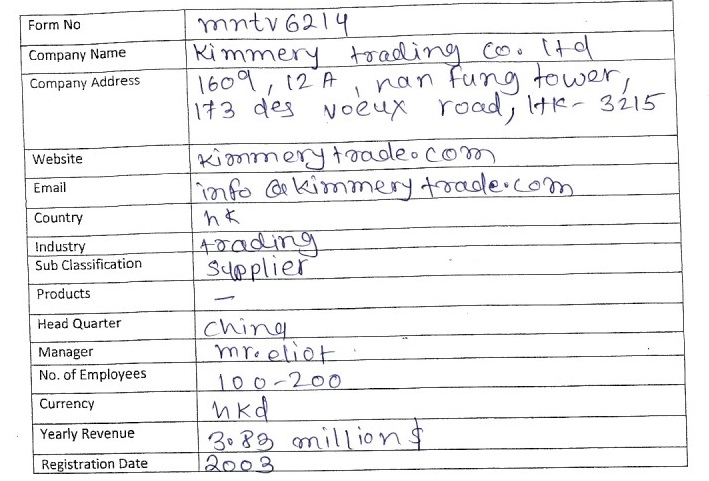 Form No mntv6214
Company Name Kimmery trading co. ltd
Company Address 1609, 12 A, nan fung tower,
173 des voeux road, HK- 3215
Website kimmerytrade.com
Email info@kimmerytrade.com
Country hk
Industry trading
Sub Classification supplier
Products —
Head Quarter china
Manager mr. eliot
No. of Employees 100-200
Currency hkd
Yearly Revenue 3.89 million $
Registration Date 2003